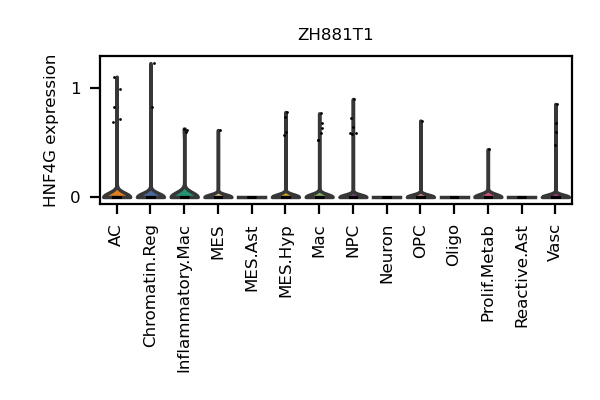 ZH881T1
HNF4G expression
1
0
AC
Chromatin.Reg
Inflammatory.Mac
MES
MES.Ast
MES.Hyp
Mac
NPC
Neuron
OPC
Oligo
Prolif.Metab
Reactive.Ast
Vasc